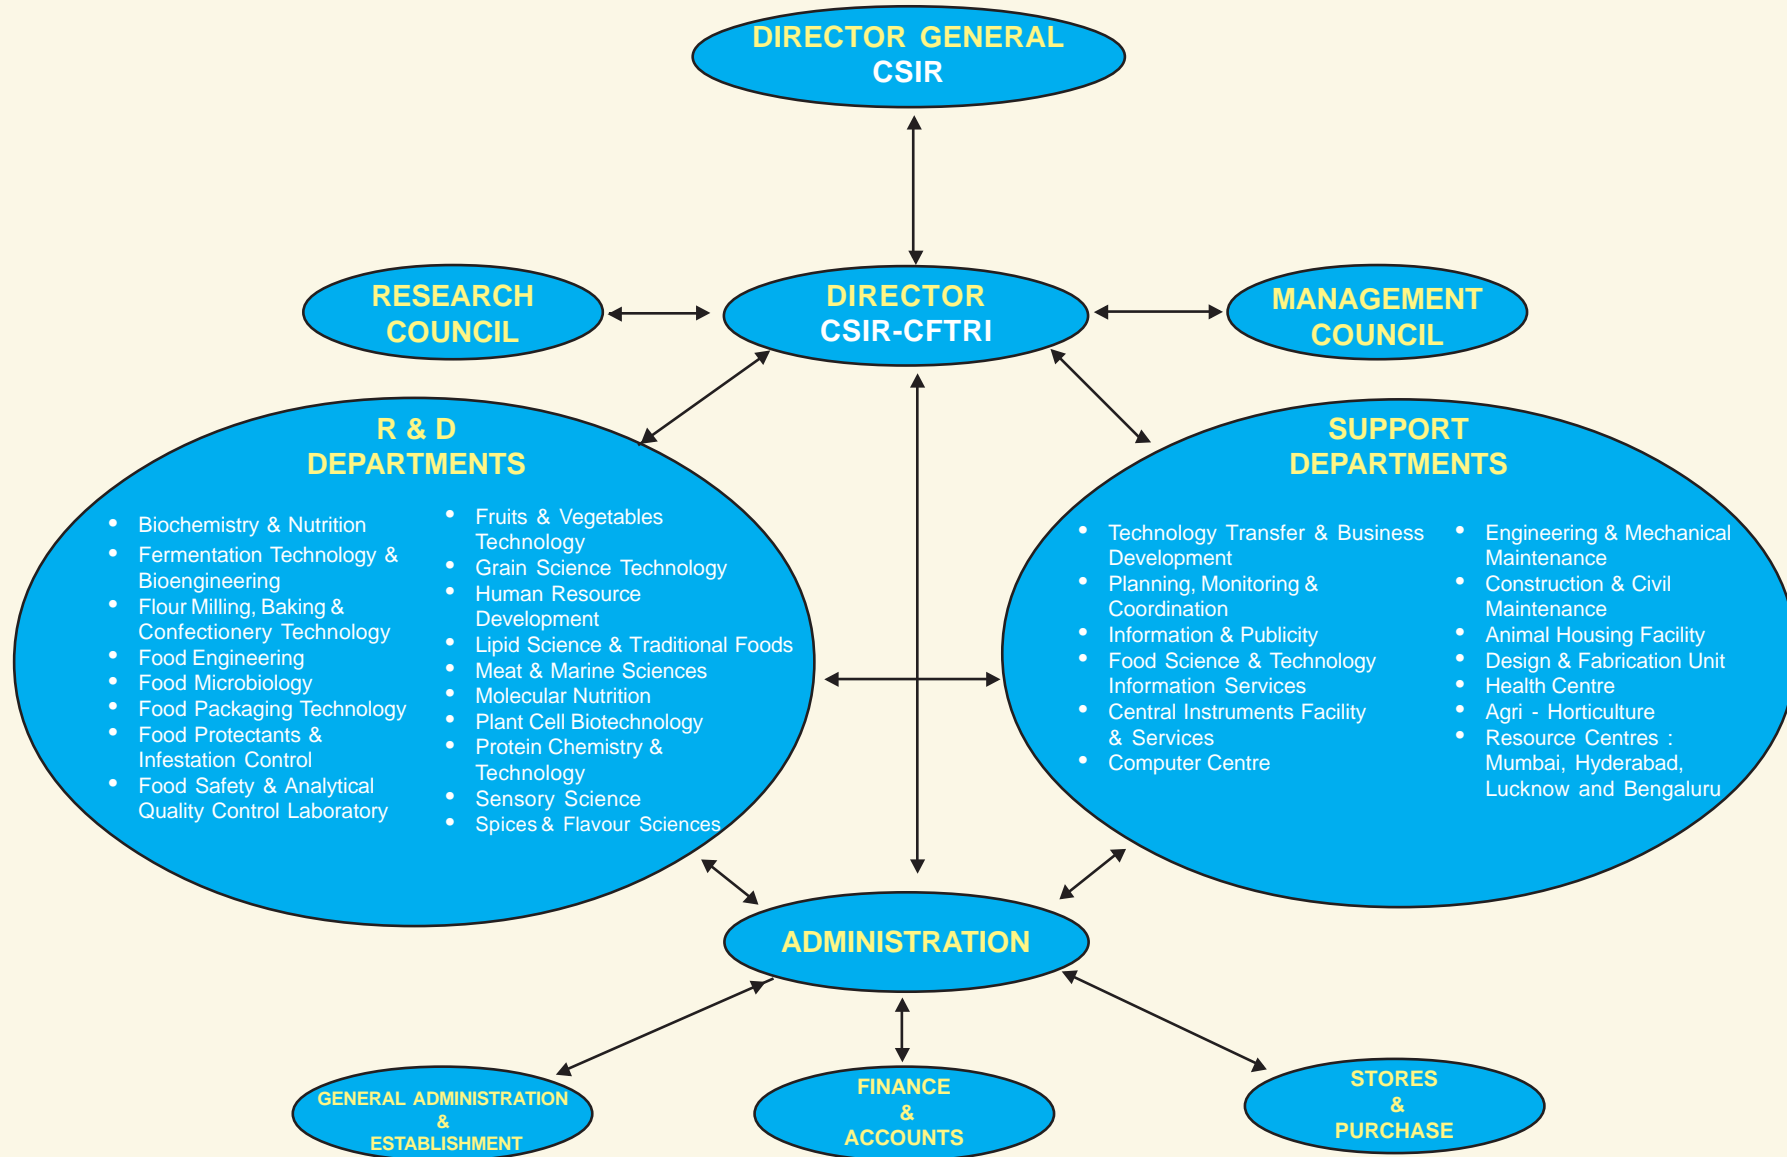 DIRECTOR GENERAL
CSIR
RESEARCH
COUNCIL
DIRECTOR
CSIR-CFTRI
MANAGEMENT
COUNCIL
R & D
DEPARTMENTS
• Biochemistry & Nutrition
• Fermentation Technology &
Bioengineering
• Flour Milling, Baking &
Confectionery Technology
• Food Engineering
• Food Microbiology
• Food Packaging Technology
• Food Protectants &
Infestation Control
• Food Safety & Analytical
Quality Control Laboratory
• Fruits & Vegetables
Technology
• Grain Science Technology
• Human Resource
Development
• Lipid Science & Traditional Foods
• Meat & Marine Sciences
• Molecular Nutrition
• Plant Cell Biotechnology
• Protein Chemistry &
Technology
• Sensory Science
• Spices & Flavour Sciences
SUPPORT
DEPARTMENTS
• Technology Transfer & Business
Development
• Planning, Monitoring &
Coordination
• Information & Publicity
• Food Science & Technology
Information Services
• Central Instruments Facility
& Services
• Computer Centre
• Engineering & Mechanical
Maintenance
• Construction & Civil
Maintenance
• Animal Housing Facility
• Design & Fabrication Unit
• Health Centre
• Agri - Horticulture
• Resource Centres :
Mumbai, Hyderabad,
Lucknow and Bengaluru
ADMINISTRATION
GENERAL ADMINISTRATION
&
ESTABLISHMENT
FINANCE
&
ACCOUNTS
STORES
&
PURCHASE